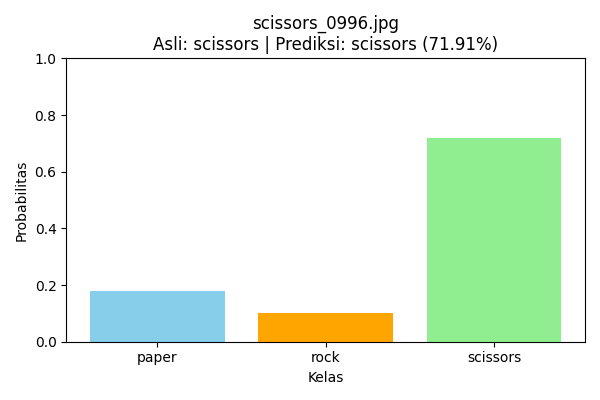 scissors_0996.jpg
Asli: scissors | Prediksi: scissors (71.91%)
1.0
0.8
0.6
0.4
0.2
0.0
Probabilitas
paper rock scissors
Kelas